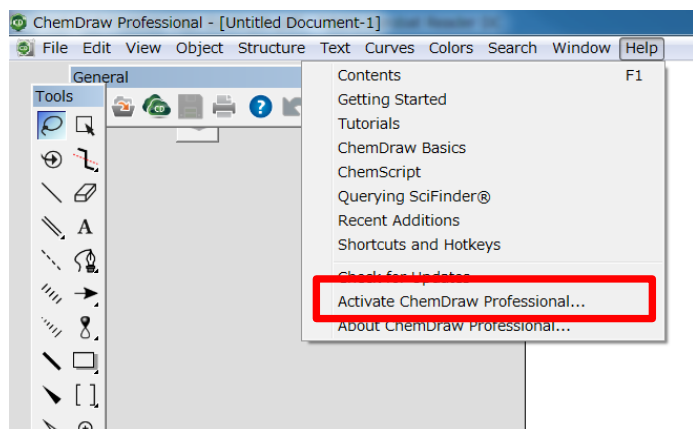 ChemDraw Professional - [Untitled Document-1]
File Edit View Object Structure Text Curves Colors Search Window Help
General
Tools
Contents F1
Getting Started
Tutorials
ChemDraw Basics
ChemScript
Querying SciFinder®
Recent Additions
Shortcuts and Hotkeys
Check for Updates
Activate ChemDraw Professional...
About ChemDraw Professional...
A